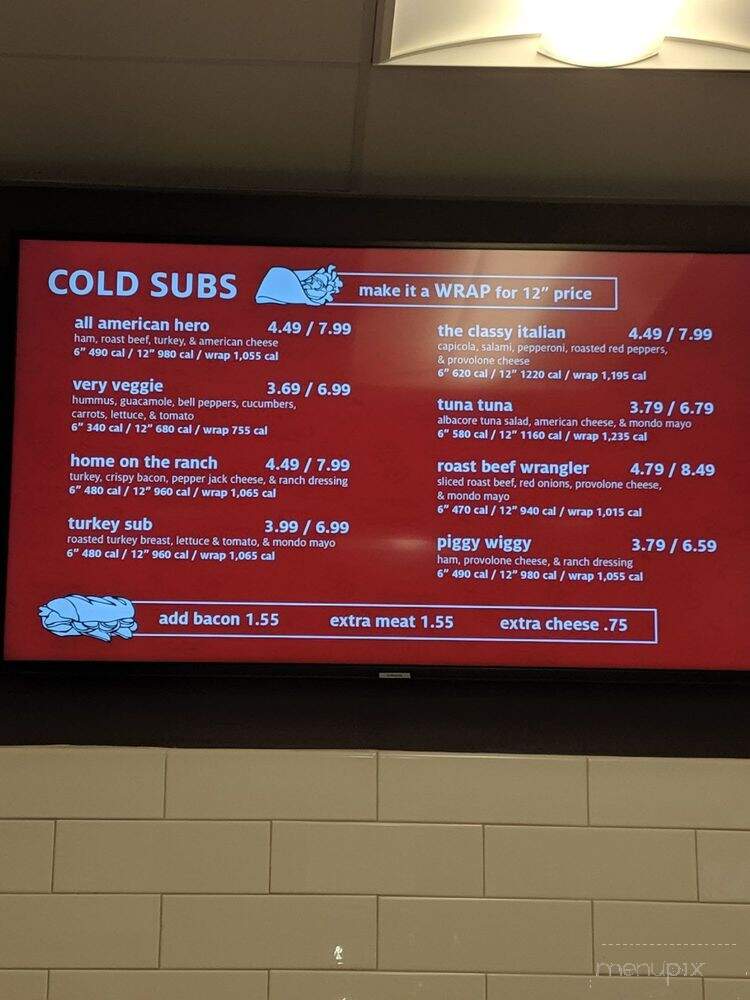 COLD SUBS
make it a WRAP for 12" price
all american hero 4.49 / 7.99
ham, roast beef, turkey, & american cheese
6" 490 cal / 12" 980 cal / wrap 1,055 cal
very veggie 3.69 / 6.99
hummus, guacamole, bell peppers, cucumbers,
carrots, lettuce, & tomato
6" 340 cal / 12" 680 cal / wrap 755 cal
home on the ranch 4.49 / 7.99
turkey, crispy bacon, pepper jack cheese, & ranch dressing
6" 480 cal / 12" 960 cal / wrap 1,065 cal
turkey sub 3.99 / 6.99
roasted turkey breast, lettuce & tomato, & mondo mayo
6" 480 cal / 12" 960 cal / wrap 1,065 cal
the classy italian 4.49 / 7.99
capicola, salami, pepperoni, roasted red peppers,
& provolone cheese
6" 620 cal / 12" 1220 cal / wrap 1,195 cal
tuna tuna 3.79 / 6.79
albacore tuna salad, american cheese, & mondo mayo
6" 580 cal / 12" 1160 cal / wrap 1,235 cal
roast beef wrangler 4.79 / 8.49
sliced roast beef, red onions, provolone cheese,
& mondo mayo
6" 470 cal / 12" 940 cal / wrap 1,015 cal
piggy wiggy 3.79 / 6.59
ham, provolone cheese, & ranch dressing
6" 490 cal / 12" 980 cal / wrap 1,055 cal
add bacon 1.55 extra meat 1.55 extra cheese .75
menupix